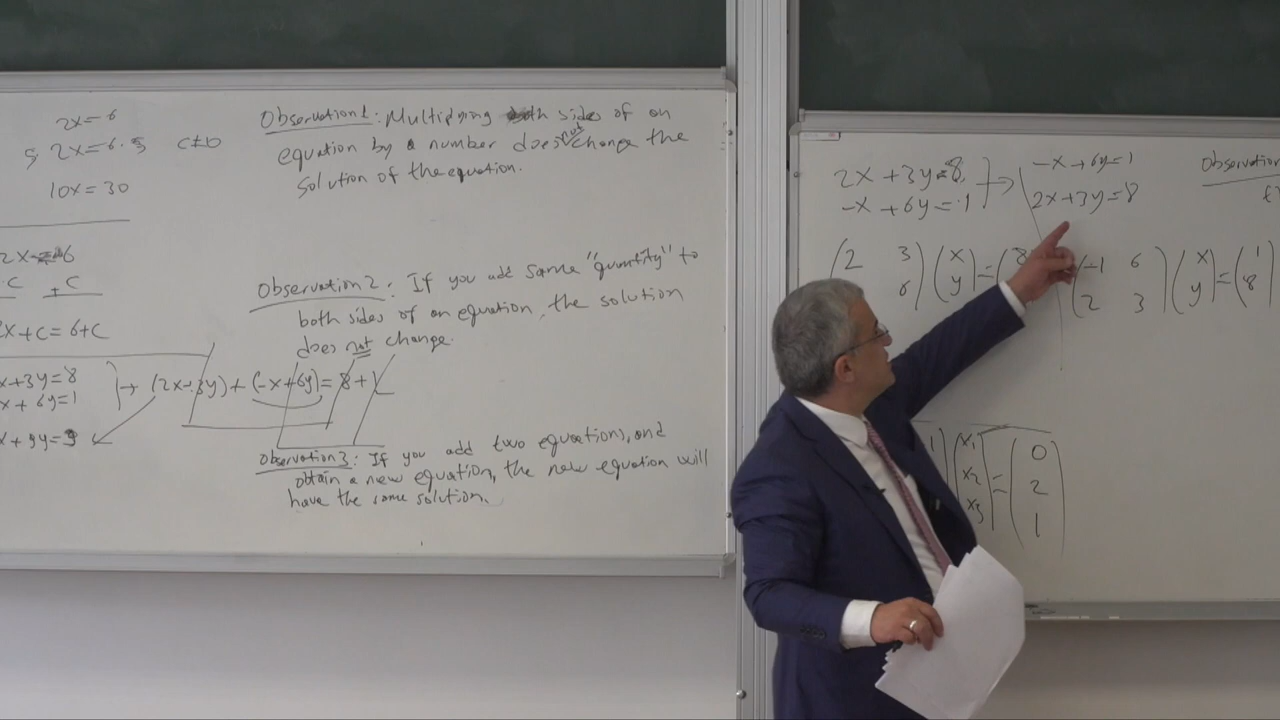 2x=6
5 2x=6.5 c≠0
10x=30
Observation1: Multiplying both sides of an
equation by a number does not change the
solution of the equation.
2x=6
C +C
2x+C=6+C
Observation2: If you add same "quantity" to
both sides of an equation, the solution
does not change.
x+3y=8
x+6y=1
→ (2x+3y)+(-x+6y)=8+1
x+9y=9
Observation3: If you add two equations, and
obtain a new equation, the new equation will
have the same solution.
2x+3y=8
-x+6y=1
→
-x+6y=1
2x+3y=8
Observation
(2 3) (x) = (8
6) (y)
(-1 6) (x) = (1)
(2 3) (y) = (8)
1 x1 0
x2 = 2
x3 1